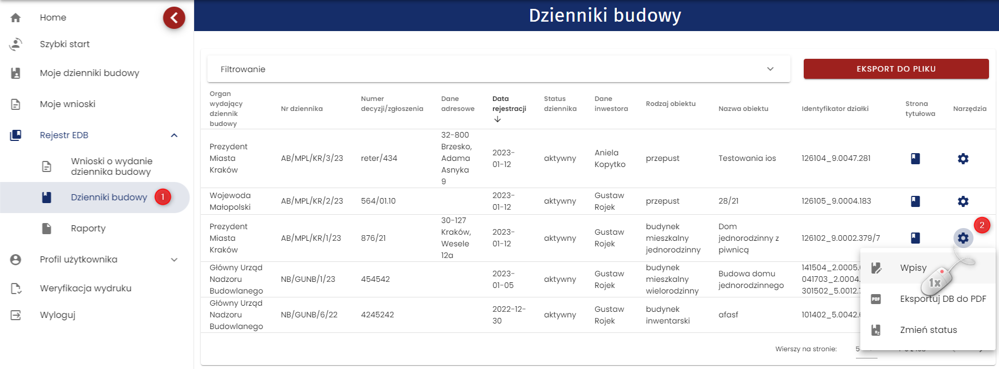 Home
Szybki start
Moje dzienniki budowy
Moje wnioski
Rejestr EDB
Wnioski o wydanie
dziennika budowy
Dzienniki budowy
1
Raporty
Profil użytkownika
Weryfikacja wydruku
Wyloguj
Dzienniki budowy
Filtrowanie
EKSPORT DO PLIKU
Organ
wydający
dziennik
budowy
Nr dziennika
Numer
decyzji/zgłoszenia
Dane
adresowe
Data
rejestracji
Status
dziennika
Dane
inwestora
Rodzaj obiektu
Nazwa obiektu
Identyfikator działki
Strona
tytułowa
Narzędzia
Prezydent
Miasta
Kraków
AB/MPL/KR/3/23
reter/434
32-800
Brzesko,
Adama
Asnyka
9
2023-
01-12
aktywny
Aniela
Kopytko
przepust
Testowania ios
126104_9.0047.281
Wojewoda
Małopolski
AB/MPL/KR/2/23
564/01.10
2023-
01-12
aktywny
Gustaw
Rojek
przepust
28/21
126105_9.0004.183
Prezydent
Miasta
Kraków
AB/MPL/KR/1/23
876/21
30-127
Kraków,
Wesele
12a
2023-
01-12
aktywny
Gustaw
Rojek
budynek
mieszkalny
jednorodzinny
Dom
jednorodzinny z
piwnicą
126102_9.0002.379/7
2
Główny Urząd
Nadzoru
Budowlanego
NB/GUNB/1/23
454542
2023-
01-05
aktywny
Gustaw
Rojek
budynek
mieszkalny
wielorodzinny
Budowa domu
jednorodzinnego
141504_2.0005.
041703_2.0004.
301502_5.0012.
Główny Urząd
Nadzoru
Budowlanego
NB/GUNB/6/22
4245242
2022-12-
30
aktywny
Gustaw
Rojek
budynek
inwentarski
afasf
101402_5.0042.
Wpisy
1x
PDF
Eksportuj DB do PDF
Zmień status
Wierszy na stronie:
5